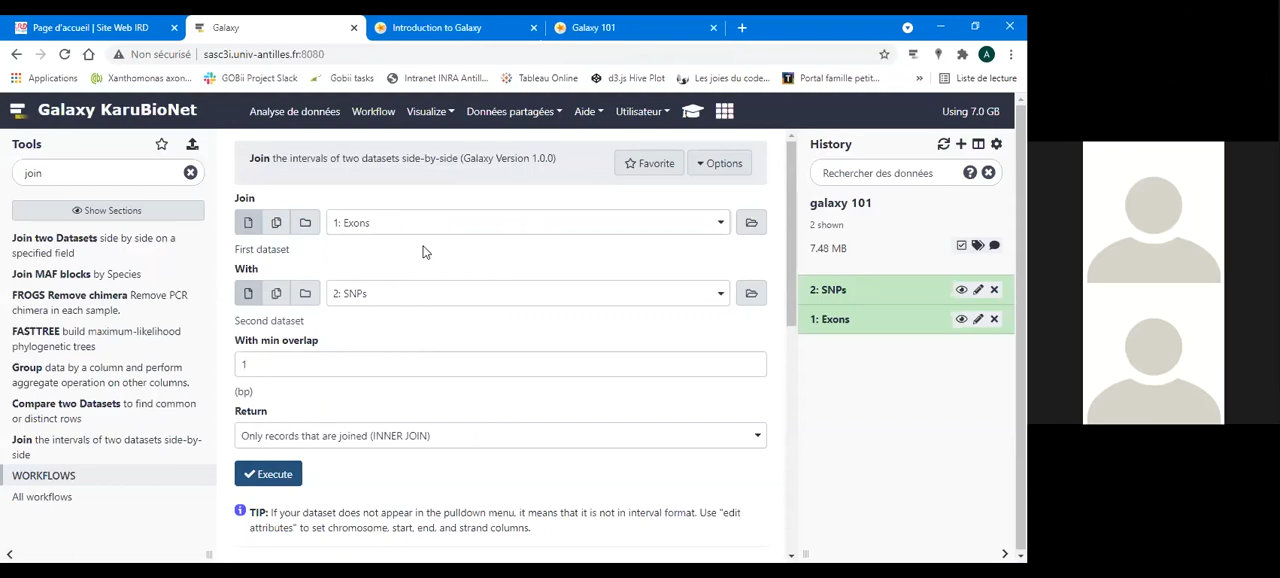 Page d'accueil | Site Web IRD
Galaxy
Introduction to Galaxy
Galaxy 101
Non sécurisé sasc3i.univ-antilles.fr:8080
A
Applications
Xanthomonas axon...
GOBii Project Slack
Gobii tasks
Intranet INRA Antill...
Tableau Online
d3.js Hive Plot
Les joies du code...
Portal famille petit...
»
Liste de lecture
Galaxy KaruBioNet
Analyse de données
Workflow
Visualize
Données partagées
Aide
Utilisateur
Using 7.0 GB
Tools
join
Show Sections
Join two Datasets side by side on a
specified field
Join MAF blocks by Species
FROGS Remove chimera Remove PCR
chimera in each sample.
FASTTREE build maximum-likelihood
phylogenetic trees
Group data by a column and perform
aggregate operation on other columns.
Compare two Datasets to find common
or distinct rows
Join the intervals of two datasets side-by-
side
WORKFLOWS
All workflows
Join the intervals of two datasets side-by-side (Galaxy Version 1.0.0)
Favorite
Options
Join
1: Exons
First dataset
With
2: SNPs
Second dataset
With min overlap
1
(bp)
Return
Only records that are joined (INNER JOIN)
Execute
TIP: If your dataset does not appear in the pulldown menu, it means that it is not in interval format. Use "edit
attributes" to set chromosome, start, end, and strand columns.
History
Rechercher des données
galaxy 101
2 shown
7.48 MB
2: SNPs
1: Exons